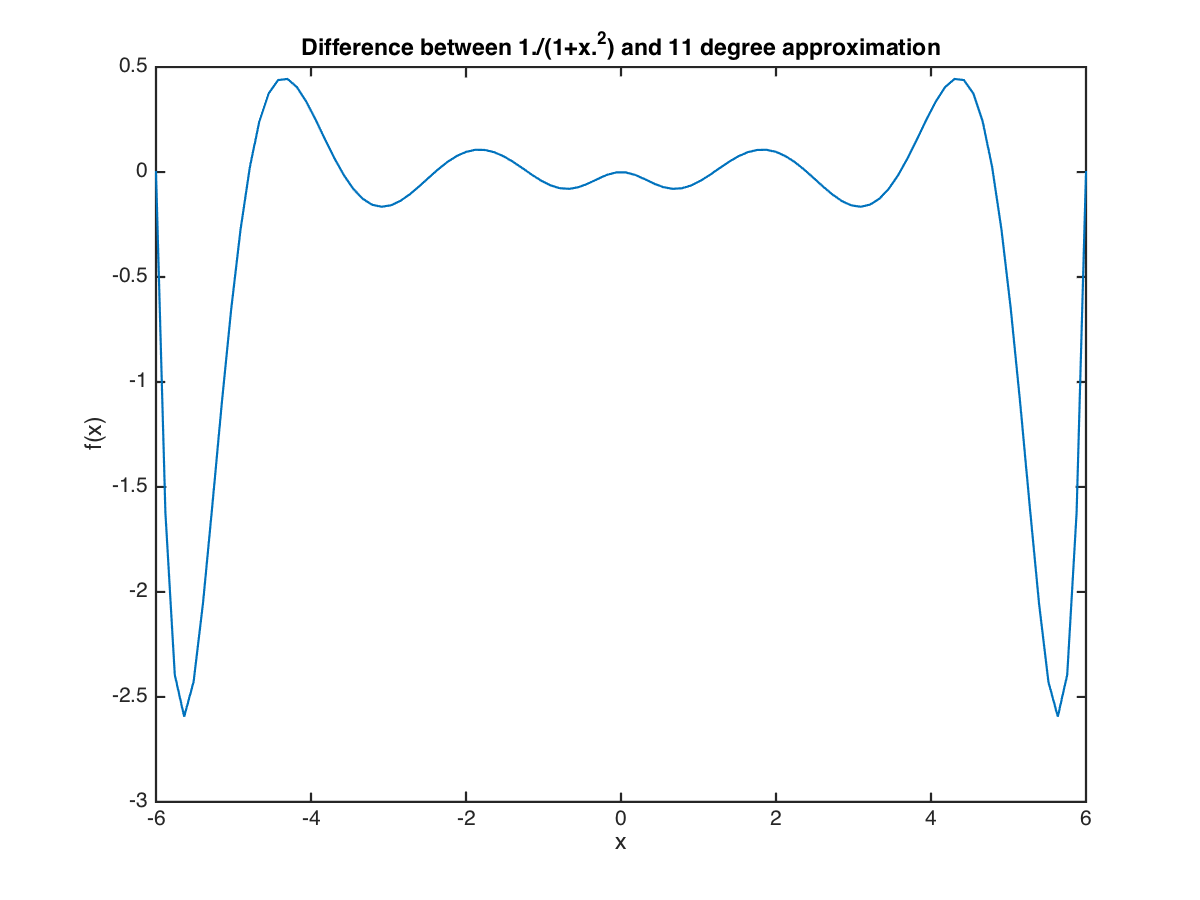 Difference between 1./(1+x.²) and 11 degree approximation
0.5
0
-0.5
-1
-1.5
-2
-2.5
-3
f(x)
-6 -4 -2 0 2 4 6
x